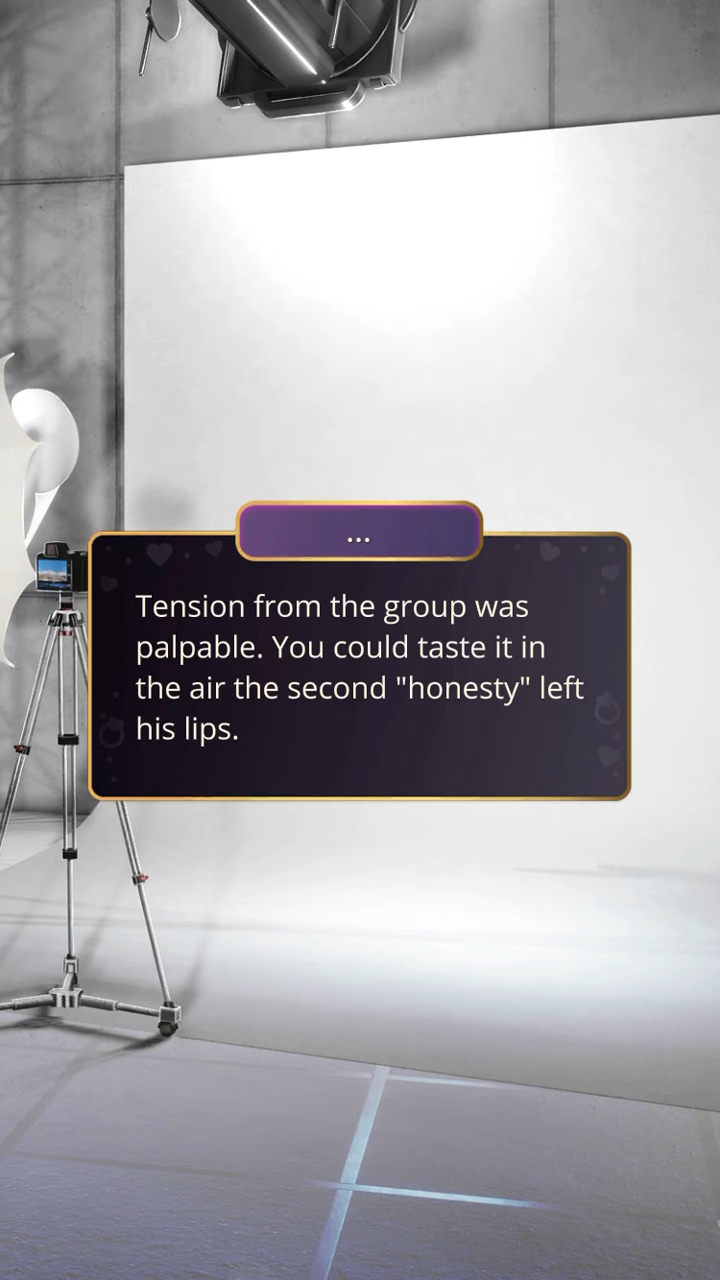 ...
Tension from the group was
palpable. You could taste it in
the air the second "honesty" left
his lips.